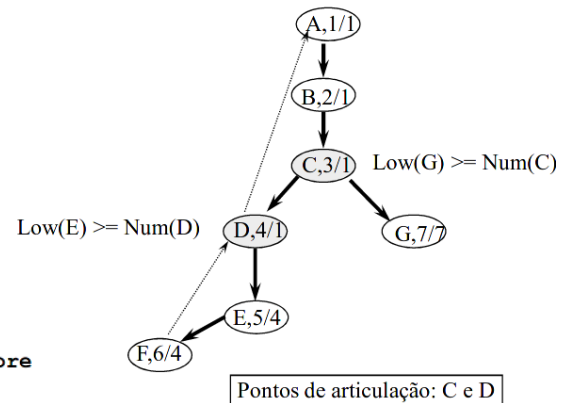 A,1/1
B,2/1
C,3/1 Low(G) >= Num(C)
Low(E) >= Num(D) D,4/1 G,7/7
E,5/4
F,6/4
ore
Pontos de articulação: C e D